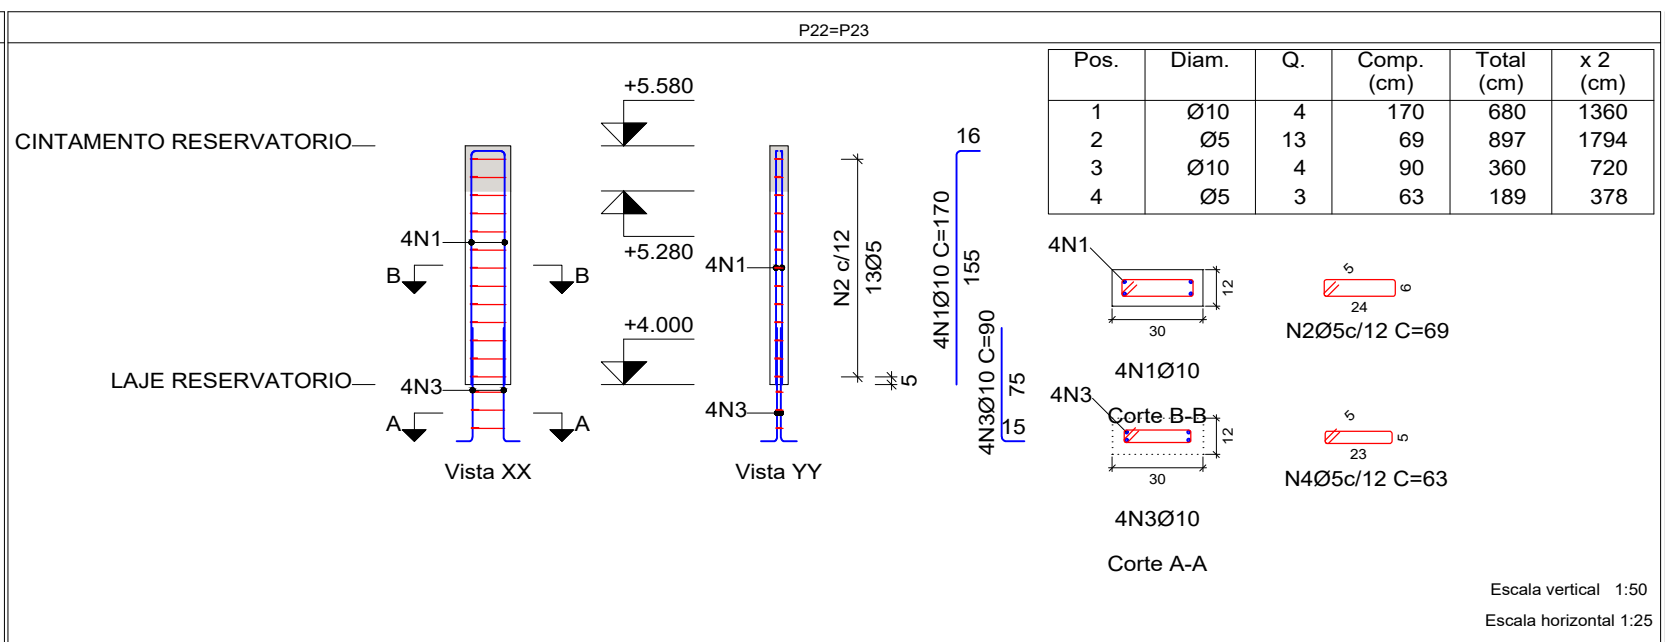 P22=P23
Pos. Diam. Q. Comp. (cm) Total (cm) x 2 (cm)
1 Ø10 4 170 680 1360
2 Ø5 13 69 897 1794
3 Ø10 4 90 360 720
4 Ø5 3 63 189 378
CINTAMENTO RESERVATORIO
LAJE RESERVATORIO
4N1
B
B
4N3
A
A
Vista XX
+5.580
+5.280
+4.000
4N1
4N3
Vista YY
N2 c/12
13Ø5
5
16
4N1Ø10 C=170
155
4N3Ø10 C=90
75
15
4N1
12
30
4N1Ø10
Corte B-B
5
6
24
N2Ø5c/12 C=69
4N3
12
30
4N3Ø10
Corte A-A
5
5
23
N4Ø5c/12 C=63
Escala vertical 1:50
Escala horizontal 1:25